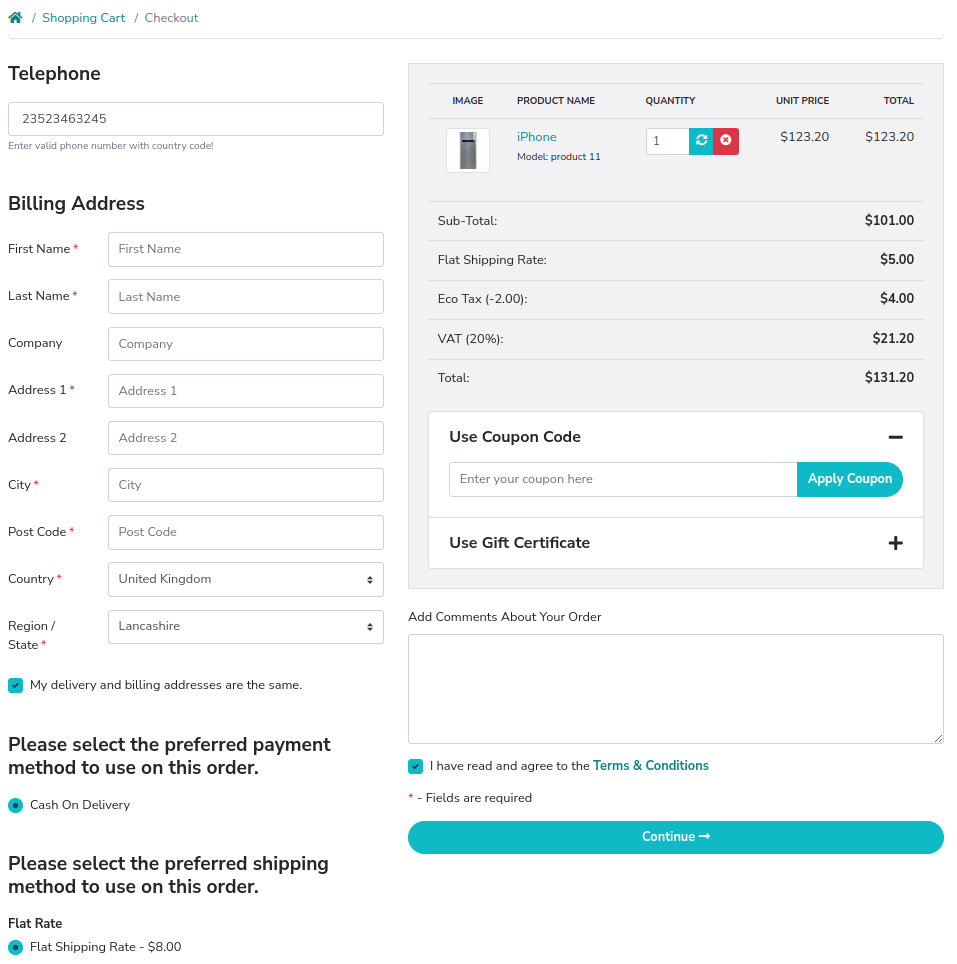 / Shopping Cart / Checkout
Telephone
23523463245
Enter valid phone number with country code!
Billing Address
First Name *
First Name
Last Name *
Last Name
Company
Company
Address 1 *
Address 1
Address 2
Address 2
City *
City
Post Code *
Post Code
Country *
United Kingdom
Region /
State *
Lancashire
My delivery and billing addresses are the same.
Please select the preferred payment
method to use on this order.
Cash On Delivery
Please select the preferred shipping
method to use on this order.
Flat Rate
Flat Shipping Rate - $8.00
IMAGE PRODUCT NAME QUANTITY UNIT PRICE TOTAL
iPhone 1 $123.20 $123.20
Model: product 11
Sub-Total: $101.00
Flat Shipping Rate: $5.00
Eco Tax (-2.00): $4.00
VAT (20%): $21.20
Total: $131.20
Use Coupon Code
Enter your coupon here Apply Coupon
Use Gift Certificate
Add Comments About Your Order
I have read and agree to the Terms & Conditions
* - Fields are required
Continue →